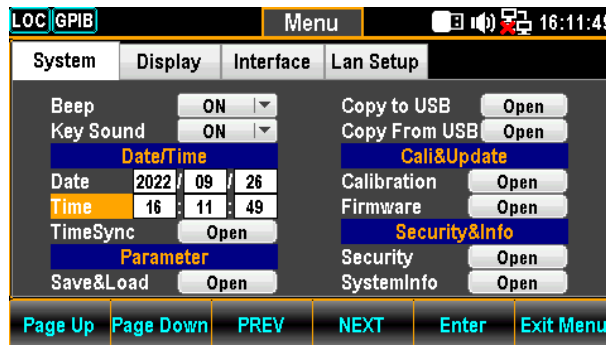 LOC GPIB Menu 16:11:49
System Display Interface Lan Setup
Beep ON
Key Sound ON
Date/Time
Date 2022 / 09 / 26
Time 16 : 11 : 49
TimeSync Open
Parameter
Save&Load Open
Copy to USB Open
Copy From USB Open
Cali&Update
Calibration Open
Firmware Open
Security&Info
Security Open
SystemInfo Open
Page Up Page Down PREV NEXT Enter Exit Menu